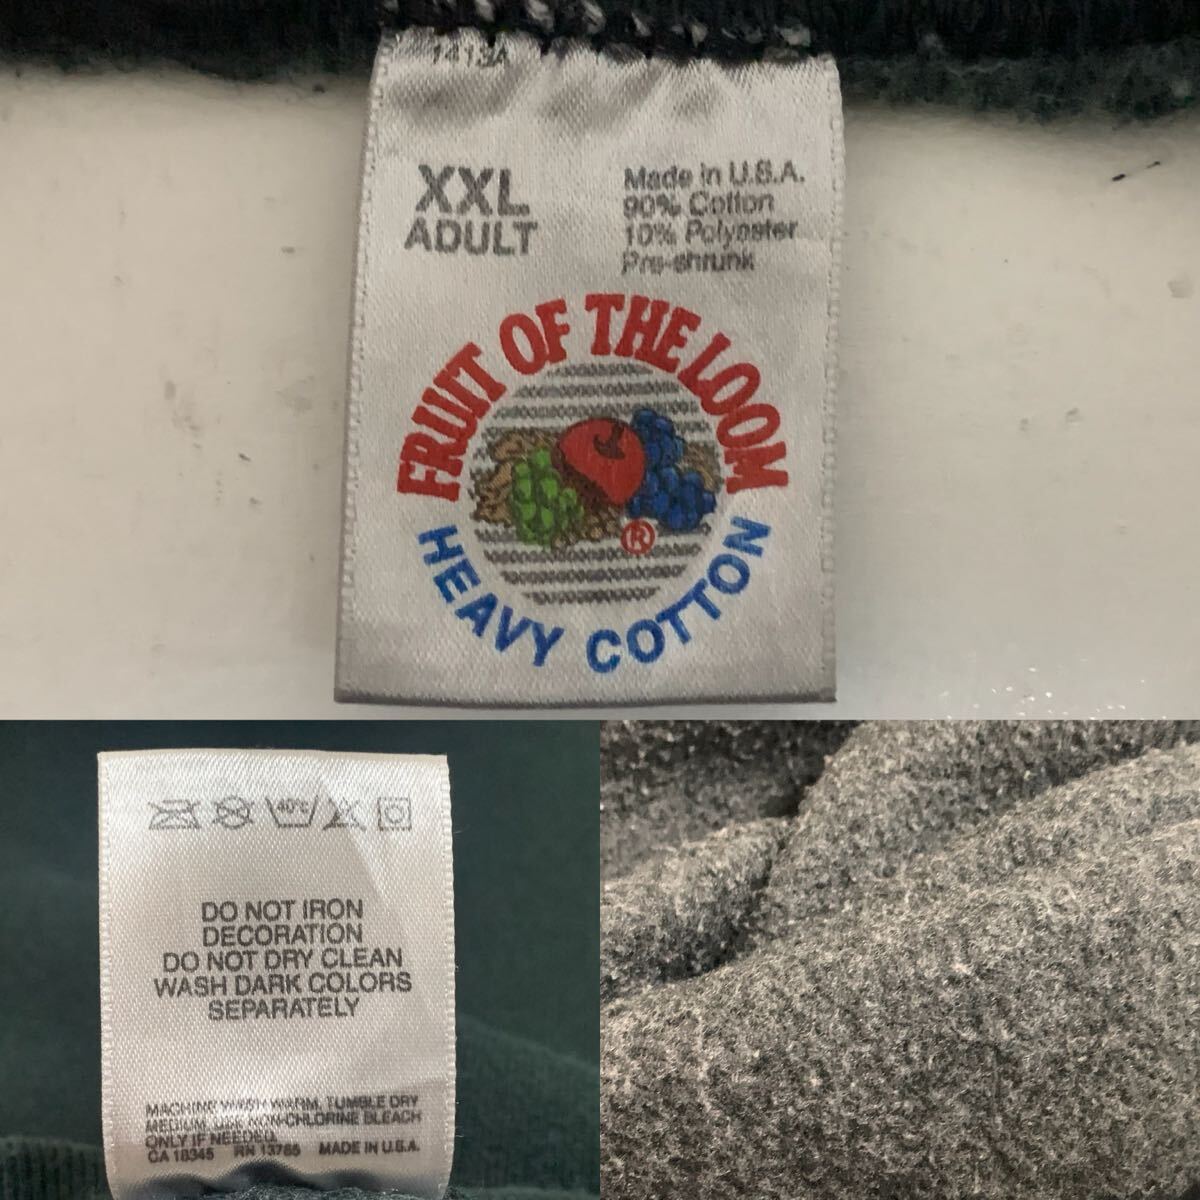 1413A
XXL
ADULT
Made in U.S.A.
90% Cotton
10% Polyester
Pre-shrunk
FRUIT OF THE LOOM
®
HEAVY COTTON
40°C
DO NOT IRON
DECORATION
DO NOT DRY CLEAN
WASH DARK COLORS
SEPARATELY
MACHINE WASH WARM, TUMBLE DRY
MEDIUM, USE NON-CHLORINE BLEACH
ONLY IF NEEDED.
CA 18345 RN 13765 MADE IN U.S.A.